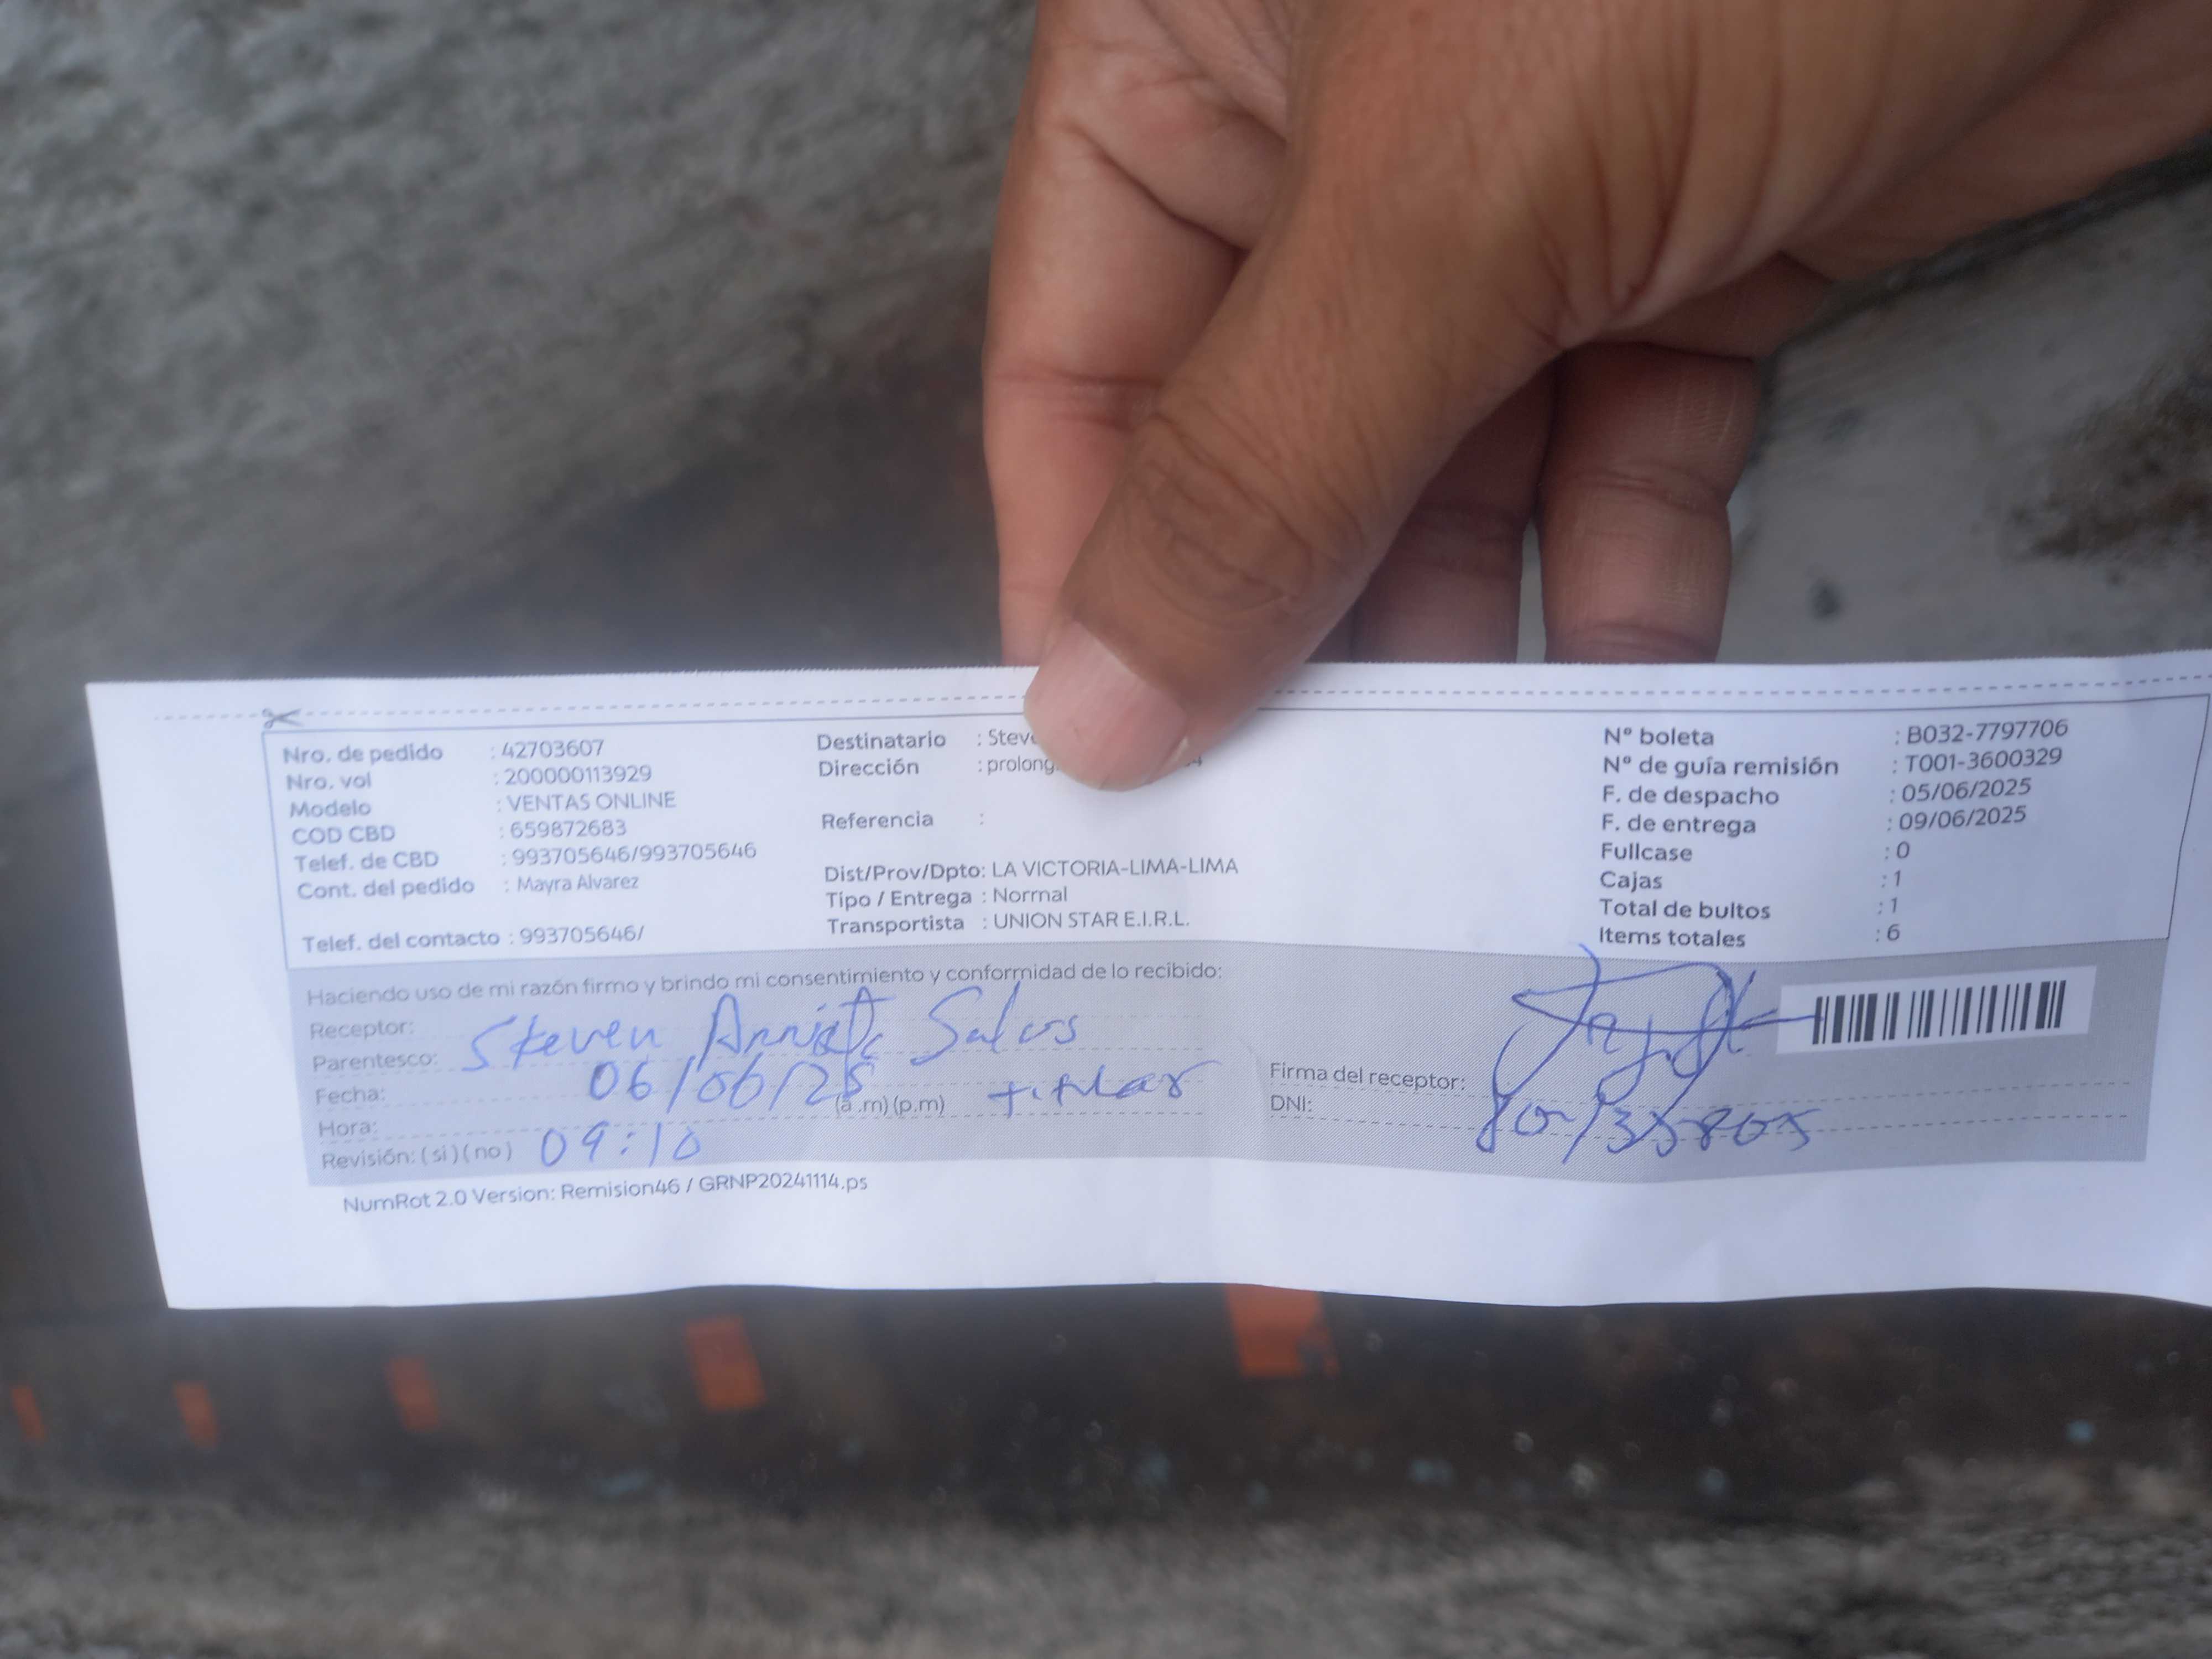 Nro. de pedido : 42703607
Nro. vol : 200000113929
Modelo : VENTAS ONLINE
COD CBD : 659872683
Telef. de CBD : 993705646/993705646
Cont. del pedido : Mayra Alvarez
Telef. del contacto : 993705646/
Destinatario : Steve
Dirección : prolong
Referencia :
Dist/Prov/Dpto: LA VICTORIA-LIMA-LIMA
Tipo / Entrega : Normal
Transportista : UNION STAR E.I.R.L.
N° boleta : B032-7797706
N° de guía remisión : T001-3600329
F. de despacho : 05/06/2025
F. de entrega : 09/06/2025
Fullcase : 0
Cajas : 1
Total de bultos : 1
Items totales : 6
Haciendo uso de mi razón firmo y brindo mi consentimiento y conformidad de lo recibido:
Receptor: Steven
Parentesco: titular
Fecha: 06/06/25
Hora: 09:10 (a .m) (p.m)
Revisión: ( si ) ( no )
Firma del receptor:
DNI:
NumRot 2.0 Version: Remision46 / GRNP20241114.ps